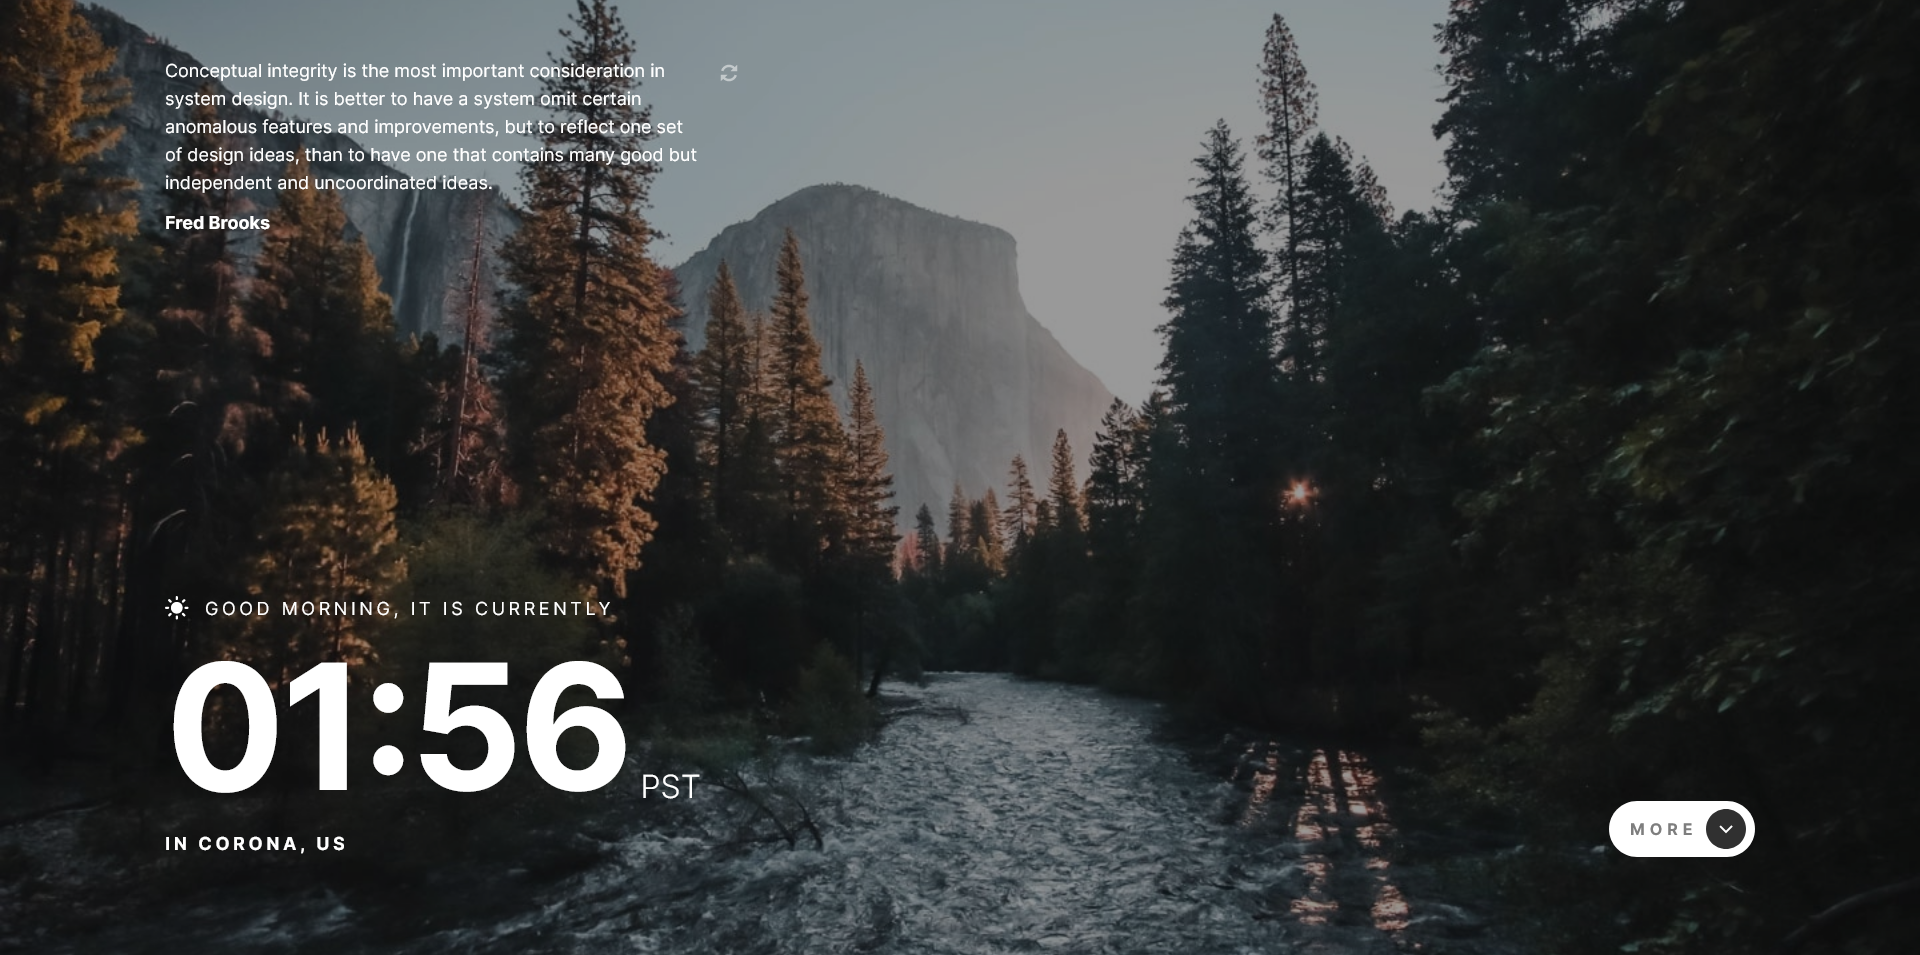 Conceptual integrity is the most important consideration in
system design. It is better to have a system omit certain
anomalous features and improvements, but to reflect one set
of design ideas, than to have one that contains many good but
independent and uncoordinated ideas.
Fred Brooks
GOOD MORNING, IT IS CURRENTLY
01:56 PST
IN CORONA, US
MORE